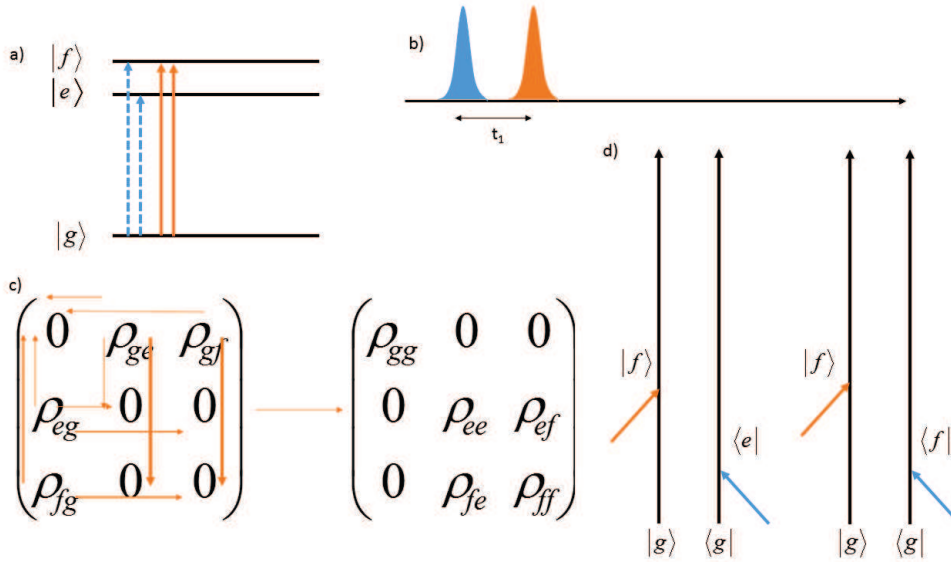 a)
|f⟩
|e⟩
|g⟩
b)
t₁
c)
0 ρ_ge ρ_gf
ρ_eg 0 0
ρ_fg 0 0
ρ_gg 0 0
0 ρ_ee ρ_ef
0 ρ_fe ρ_ff
d)
|f⟩ |f⟩
⟨e| ⟨f|
|g⟩ ⟨g| |g⟩ ⟨g|